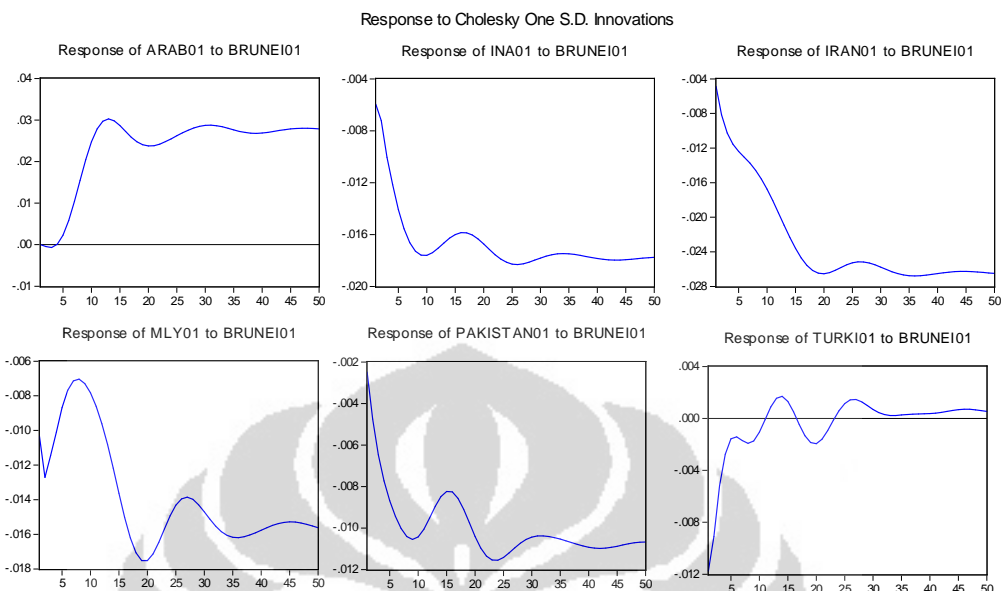 Response to Cholesky One S.D. Innovations
Response of ARAB01 to BRUNEI01
.04
.03
.02
.01
.00
-.01
5 10 15 20 25 30 35 40 45 50
Response of INA01 to BRUNEI01
-.004
-.008
-.012
-.016
-.020
5 10 15 20 25 30 35 40 45 50
Response of IRAN01 to BRUNEI01
-.004
-.008
-.012
-.016
-.020
-.024
-.028
5 10 15 20 25 30 35 40 45 50
Response of MLY01 to BRUNEI01
-.006
-.008
-.010
-.012
-.014
-.016
-.018
5 10 15 20 25 30 35 40 45 50
Response of PAKISTAN01 to BRUNEI01
-.002
-.004
-.006
-.008
-.010
-.012
5 10 15 20 25 30 35 40 45 50
Response of TURKI01 to BRUNEI01
.004
.000
-.004
-.008
-.012
5 10 15 20 25 30 35 40 45 50